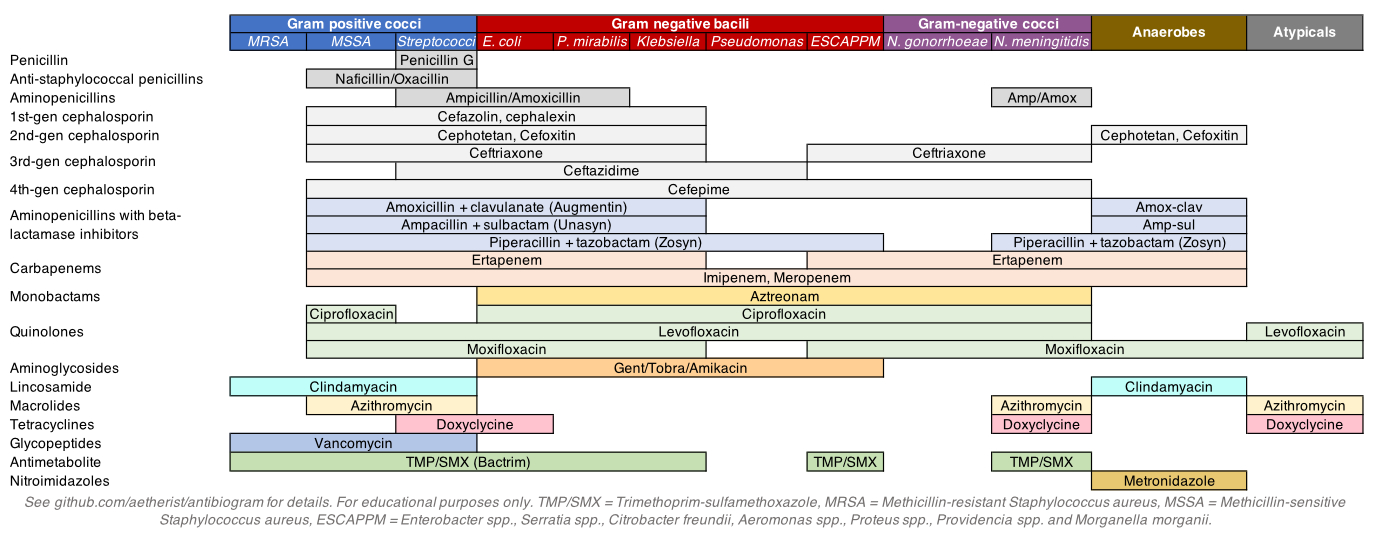 Gram positive cocci Gram negative bacili Gram-negative cocci Anaerobes Atypicals
MRSA MSSA Streptococci E. coli P. mirabilis Klebsiella Pseudomonas ESCAPPM N. gonorrhoeae N. meningitidis
Penicillin Penicillin G
Anti-staphylococcal penicillins Naficillin/Oxacillin
Aminopenicillins Ampicillin/Amoxicillin Amp/Amox
1st-gen cephalosporin Cefazolin, cephalexin
2nd-gen cephalosporin Cephotetan, Cefoxitin Cephotetan, Cefoxitin
3rd-gen cephalosporin Ceftriaxone Ceftriaxone
Ceftazidime
4th-gen cephalosporin Cefepime
Aminopenicillins with beta-
lactamase inhibitors
Amoxicillin + clavulanate (Augmentin) Amox-clav
Ampacillin + sulbactam (Unasyn) Amp-sul
Piperacillin + tazobactam (Zosyn) Piperacillin + tazobactam (Zosyn)
Carbapenems Ertapenem Ertapenem
Imipenem, Meropenem
Monobactams Aztreonam
Quinolones Ciprofloxacin Ciprofloxacin
Levofloxacin Levofloxacin
Moxifloxacin Moxifloxacin
Aminoglycosides Gent/Tobra/Amikacin
Lincosamide Clindamyacin Clindamyacin
Macrolides Azithromycin Azithromycin Azithromycin
Tetracyclines Doxyclycine Doxyclycine Doxyclycine
Glycopeptides Vancomycin
Antimetabolite TMP/SMX (Bactrim) TMP/SMX TMP/SMX
Nitroimidazoles Metronidazole
See github.com/aetherist/antibiogram for details. For educational purposes only. TMP/SMX = Trimethoprim-sulfamethoxazole, MRSA = Methicillin-resistant Staphylococcus aureus, MSSA = Methicillin-sensitive
Staphylococcus aureus, ESCAPPM = Enterobacter spp., Serratia spp., Citrobacter freundii, Aeromonas spp., Proteus spp., Providencia spp. and Morganella morganii.